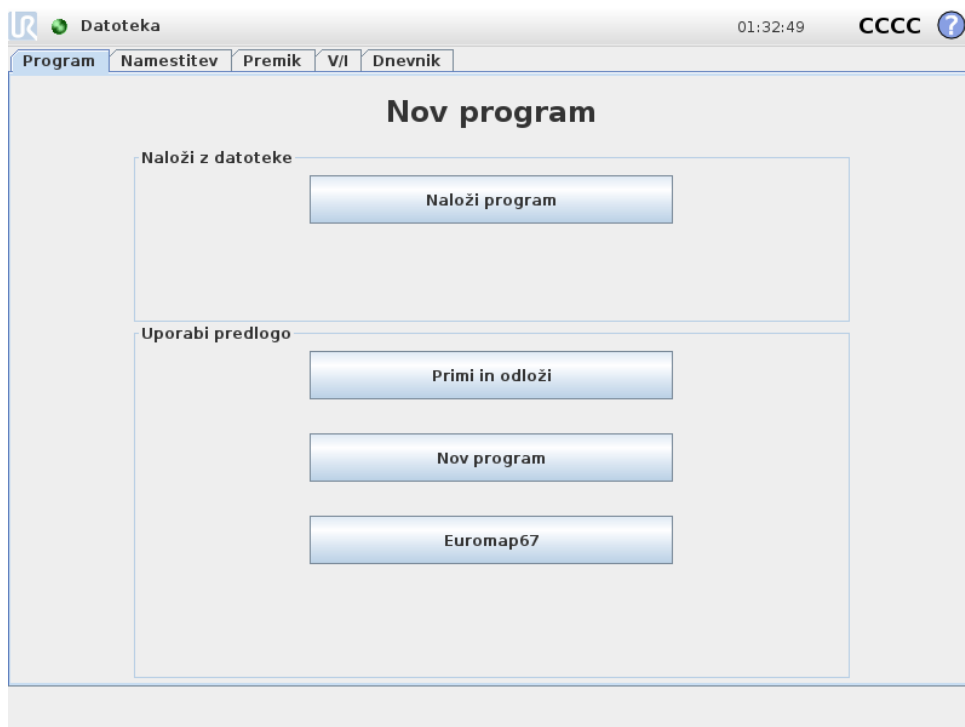 UR Datoteka 01:32:49 CCCC ?
Program Namestitev Premik V/I Dnevnik
Nov program
Naloži z datoteke
Naloži program
Uporabi predlogo
Primi in odloži
Nov program
Euromap67